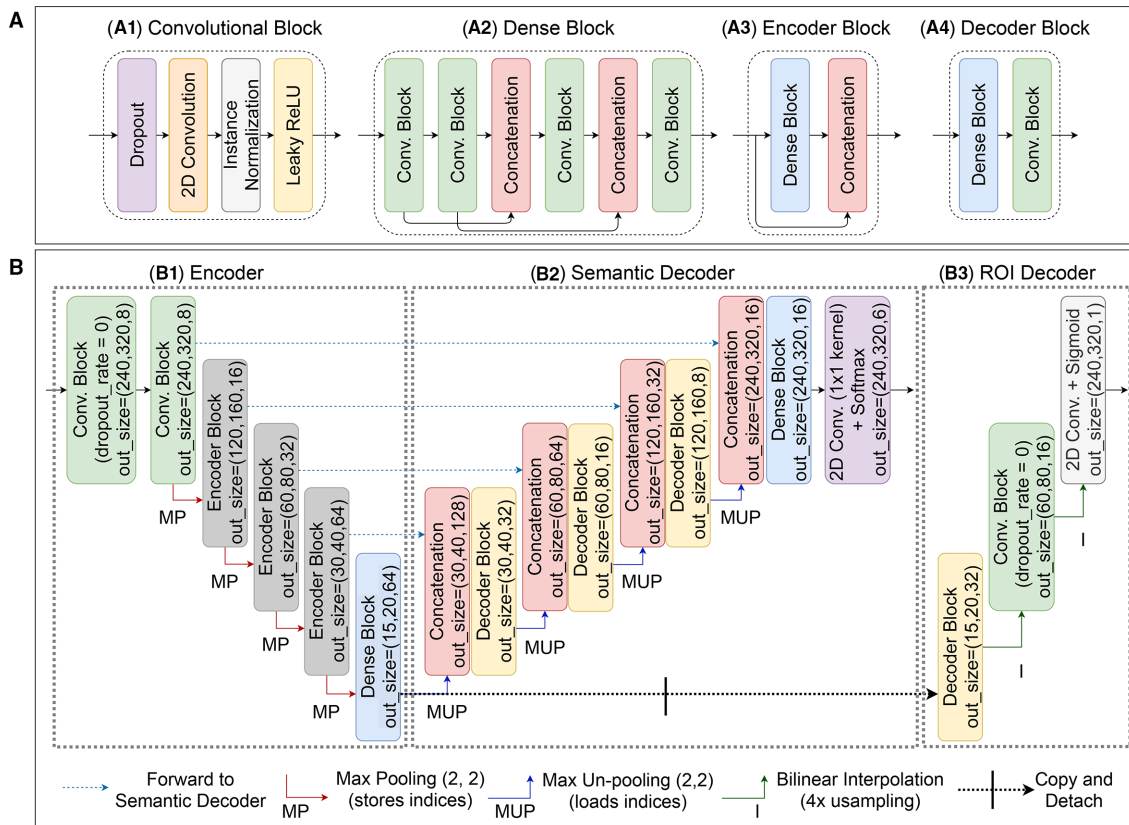 A
(A1) Convolutional Block
(A2) Dense Block
(A3) Encoder Block
(A4) Decoder Block
Dropout
2D Convolution
Instance
Normalization
Leaky ReLU
Conv. Block
Conv. Block
Concatenation
Conv. Block
Concatenation
Conv. Block
Dense Block
Concatenation
Dense Block
Conv. Block
B
(B1) Encoder
(B2) Semantic Decoder
(B3) ROI Decoder
Conv. Block
(dropout_rate = 0)
out_size=(240,320,8)
Conv. Block
out_size=(240,320,8)
MP
Encoder Block
out_size=(120,160,16)
MP
Encoder Block
out_size=(60,80,32)
MP
Encoder Block
out_size=(30,40,64)
MP
Dense Block
out_size=(15,20,64)
MUP
Concatenation
out_size=(30,40,128)
Decoder Block
out_size=(30,40,32)
MUP
Concatenation
out_size=(60,80,64)
Decoder Block
out_size=(60,80,16)
MUP
Concatenation
out_size=(120,160,32)
Decoder Block
out_size=(120,160,8)
MUP
Concatenation
out_size=(240,320,16)
Dense Block
out_size=(240,320,16)
2D Conv. (1x1 kernel)
+ Softmax
out_size=(240,320,6)
Decoder Block
out_size=(15,20,32)
I
Conv. Block
(dropout_rate = 0)
out_size=(60,80,16)
I
2D Conv. + Sigmoid
out_size=(240,320,1)
Forward to
Semantic Decoder
MP
Max Pooling (2, 2)
(stores indices)
MUP
Max Un-pooling (2,2)
(loads indices)
I
Bilinear Interpolation
(4x usampling)
Copy and
Detach